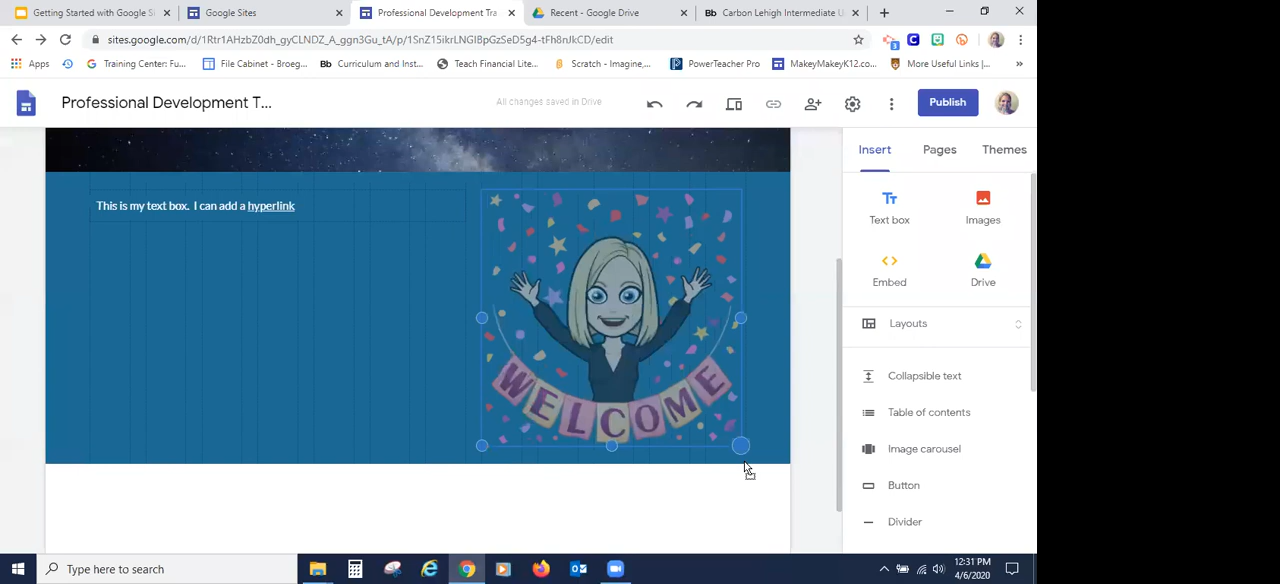 Getting Started with Google Si
Google Sites
Professional Development Tra
Recent - Google Drive
Bb Carbon Lehigh Intermediate U
sites.google.com/d/1Rtr1AHzbZ0dh_gyCLNDZ_A_ggn3Gu_tA/p/1SnZ15ikrLNGIBpGzSeD5g4-tFh8rlJkCD/edit
Apps
Training Center: Fu...
File Cabinet - Broeg...
Bb Curriculum and Inst...
Teach Financial Lite...
Scratch - Imagine,...
PowerTeacher Pro
MakeyMakeyK12.co...
More Useful Links |...
Professional Development T...
All changes saved in Drive
Publish
Insert
Pages
Themes
This is my text box. I can add a hyperlink
WELCOME
Text box
Images
Embed
Drive
Layouts
Collapsible text
Table of contents
Image carousel
Button
Divider
Type here to search
12:31 PM
4/6/2020